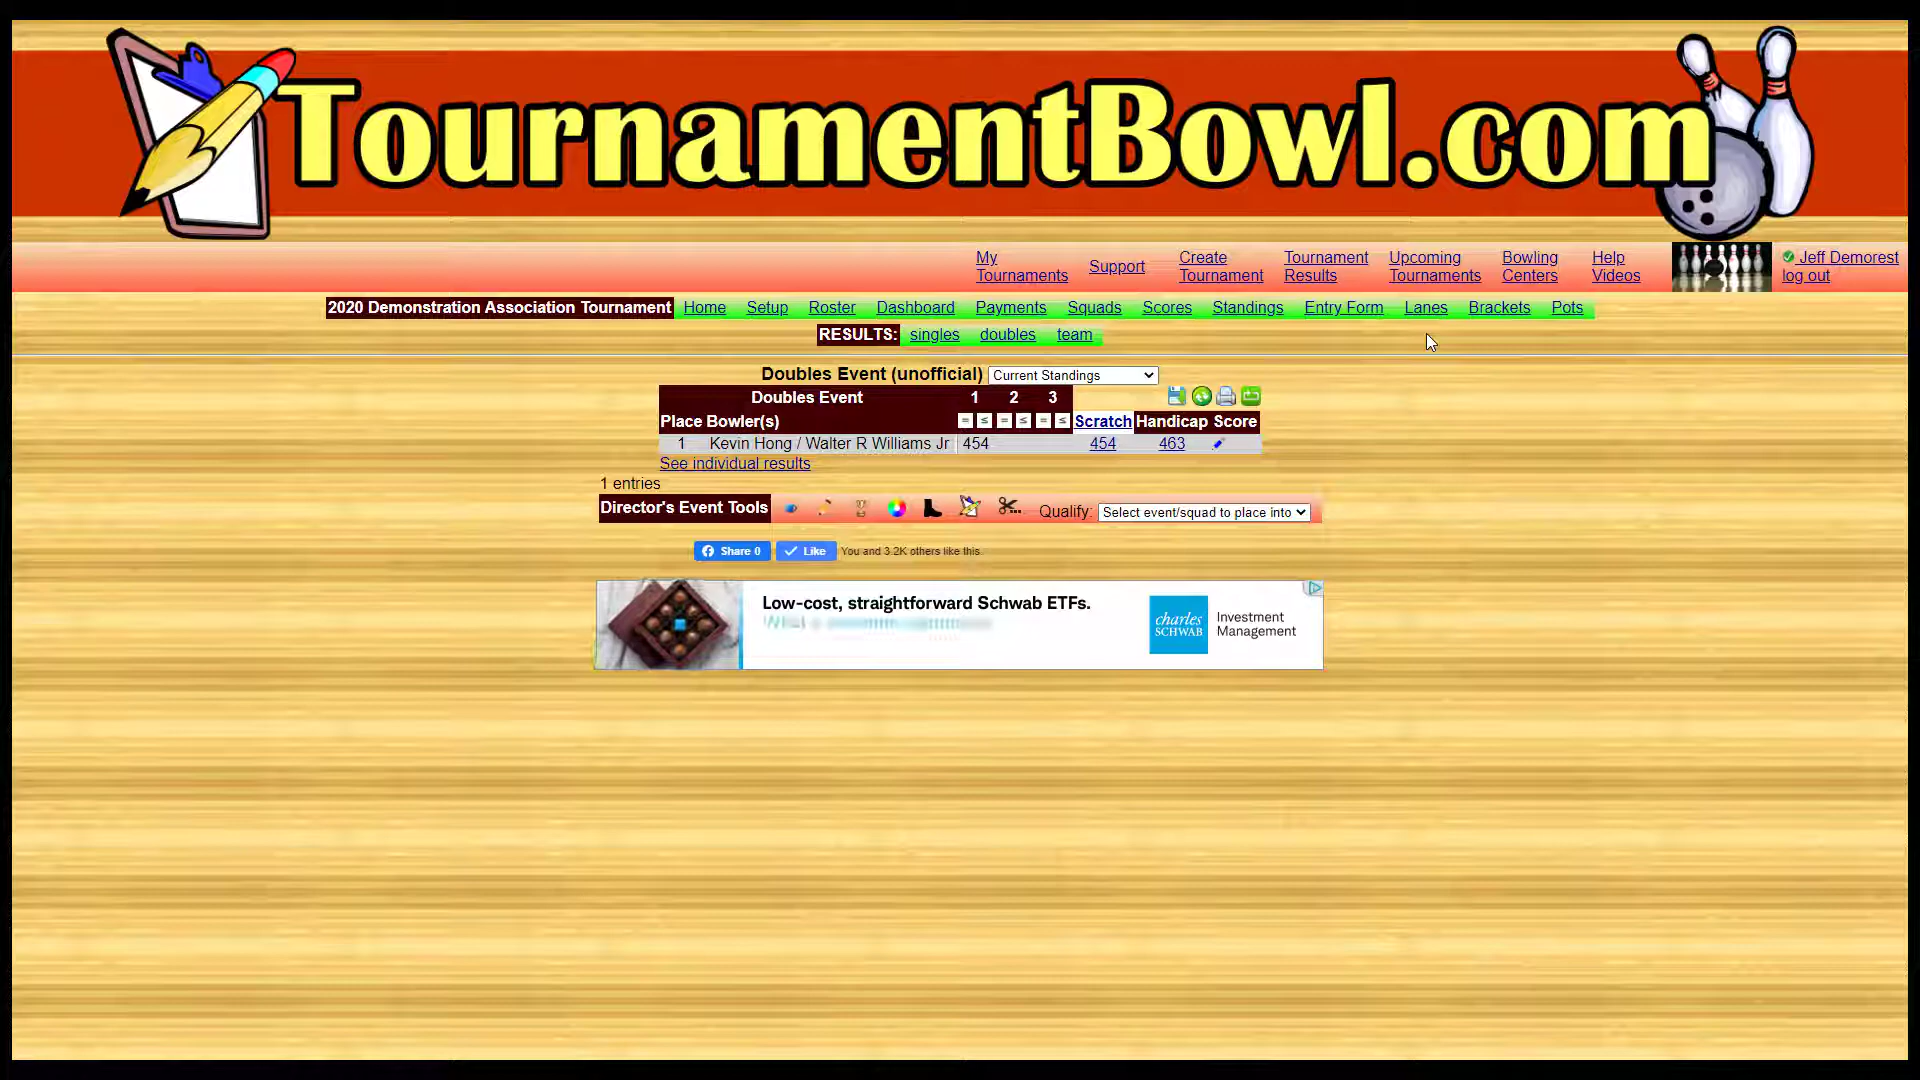 TournamentBowl.com
My Tournaments Support Create Tournament Tournament Results Upcoming Tournaments Bowling Centers Help Videos Jeff Demorest log out
2020 Demonstration Association Tournament Home Setup Roster Dashboard Payments Squads Scores Standings Entry Form Lanes Brackets Pots
RESULTS: singles doubles team
Doubles Event (unofficial) Current Standings
Doubles Event 1 2 3
Place Bowler(s) = ≤ = ≤ = ≤ Scratch Handicap Score
1 Kevin Hong / Walter R Williams Jr 454 454 463
See individual results
1 entries
Director's Event Tools Qualify: Select event/squad to place into
Share 0 Like You and 3.2K others like this.
Low-cost, straightforward Schwab ETFs.
charles SCHWAB Investment Management